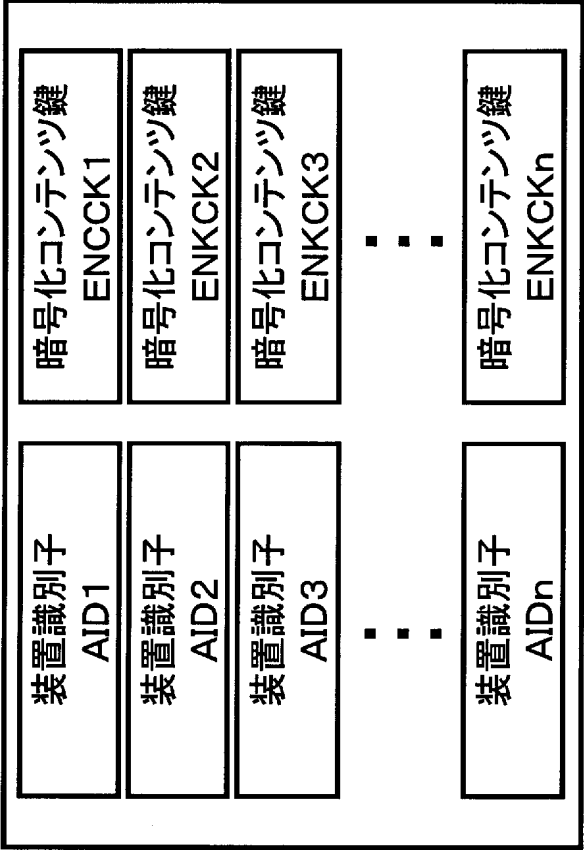 装置識別子
AID1
暗号化コンテンツ鍵
ENCCK1
装置識別子
AID2
暗号化コンテンツ鍵
ENKCK2
装置識別子
AID3
暗号化コンテンツ鍵
ENKCK3
装置識別子
AIDn
暗号化コンテンツ鍵
ENKCKn